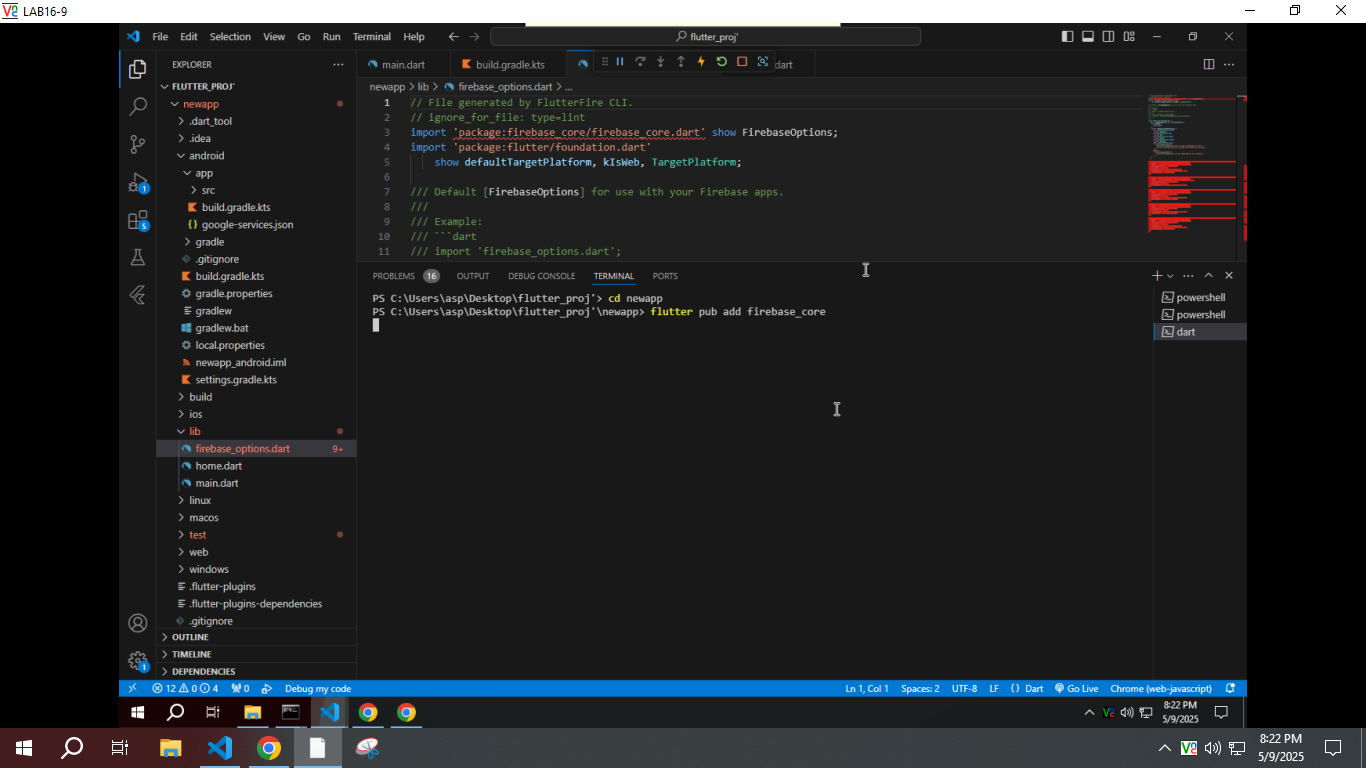 LAB16-9
File Edit Selection View Go Run Terminal Help
flutter_proj'
EXPLORER
FLUTTER_PROJ'
newapp
.dart_tool
.idea
android
app
src
build.gradle.kts
google-services.json
gradle
.gitignore
build.gradle.kts
gradle.properties
gradlew
gradlew.bat
local.properties
newapp_android.iml
settings.gradle.kts
build
ios
lib
firebase_options.dart 9+
home.dart
main.dart
linux
macos
test
web
windows
.flutter-plugins
.flutter-plugins-dependencies
.gitignore
OUTLINE
TIMELINE
DEPENDENCIES
1
5
1
main.dart build.gradle.kts dart
newapp > lib > firebase_options.dart > ...
1 // File generated by FlutterFire CLI.
2 // ignore_for_file: type=lint
3 import 'package:firebase_core/firebase_core.dart' show FirebaseOptions;
4 import 'package:flutter/foundation.dart'
5 show defaultTargetPlatform, kIsWeb, TargetPlatform;
6
7 /// Default [FirebaseOptions] for use with your Firebase apps.
8 ///
9 /// Example:
10 /// ```dart
11 /// import 'firebase_options.dart';
PROBLEMS 16 OUTPUT DEBUG CONSOLE TERMINAL PORTS
PS C:\Users\asp\Desktop\flutter_proj'> cd newapp
PS C:\Users\asp\Desktop\flutter_proj'\newapp> flutter pub add firebase_core
powershell
powershell
dart
12 0 4 0 Debug my code Ln 1, Col 1 Spaces: 2 UTF-8 LF {} Dart Go Live Chrome (web-javascript)
8:22 PM
5/9/2025
8:22 PM
5/9/2025